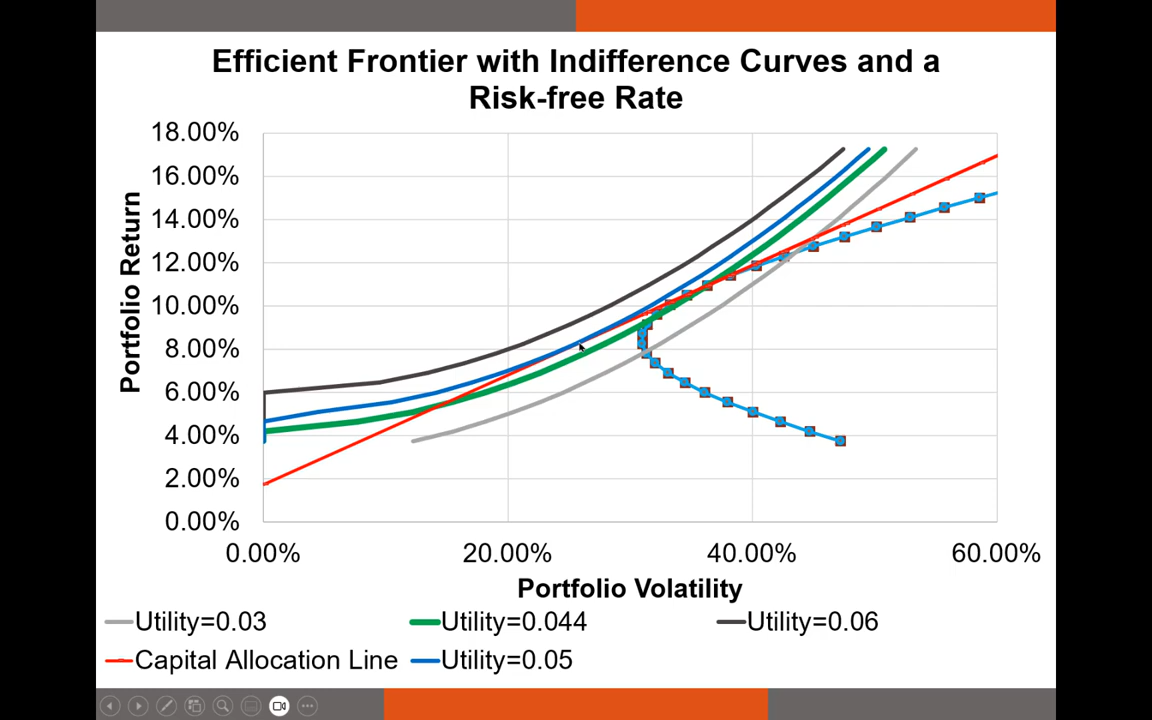 Efficient Frontier with Indifference Curves and a
Risk-free Rate
18.00%
16.00%
14.00%
12.00%
10.00%
8.00%
6.00%
4.00%
2.00%
0.00%
Portfolio Return
0.00% 20.00% 40.00% 60.00%
Portfolio Volatility
Utility=0.03 Utility=0.044 Utility=0.06
Capital Allocation Line Utility=0.05